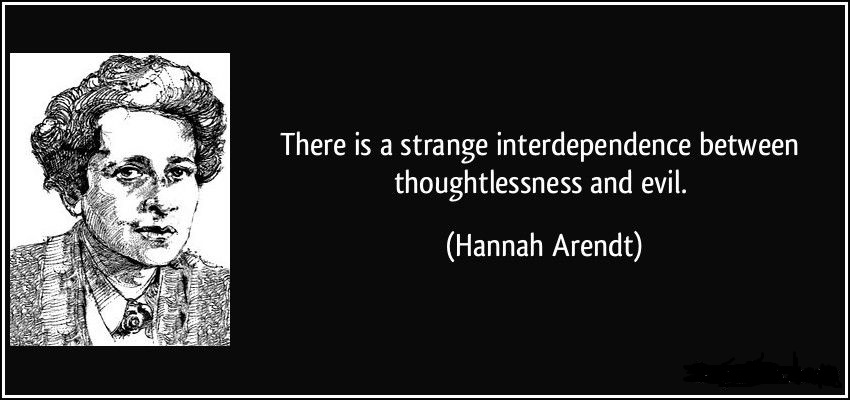 There is a strange interdependence between
thoughtlessness and evil.
(Hannah Arendt)